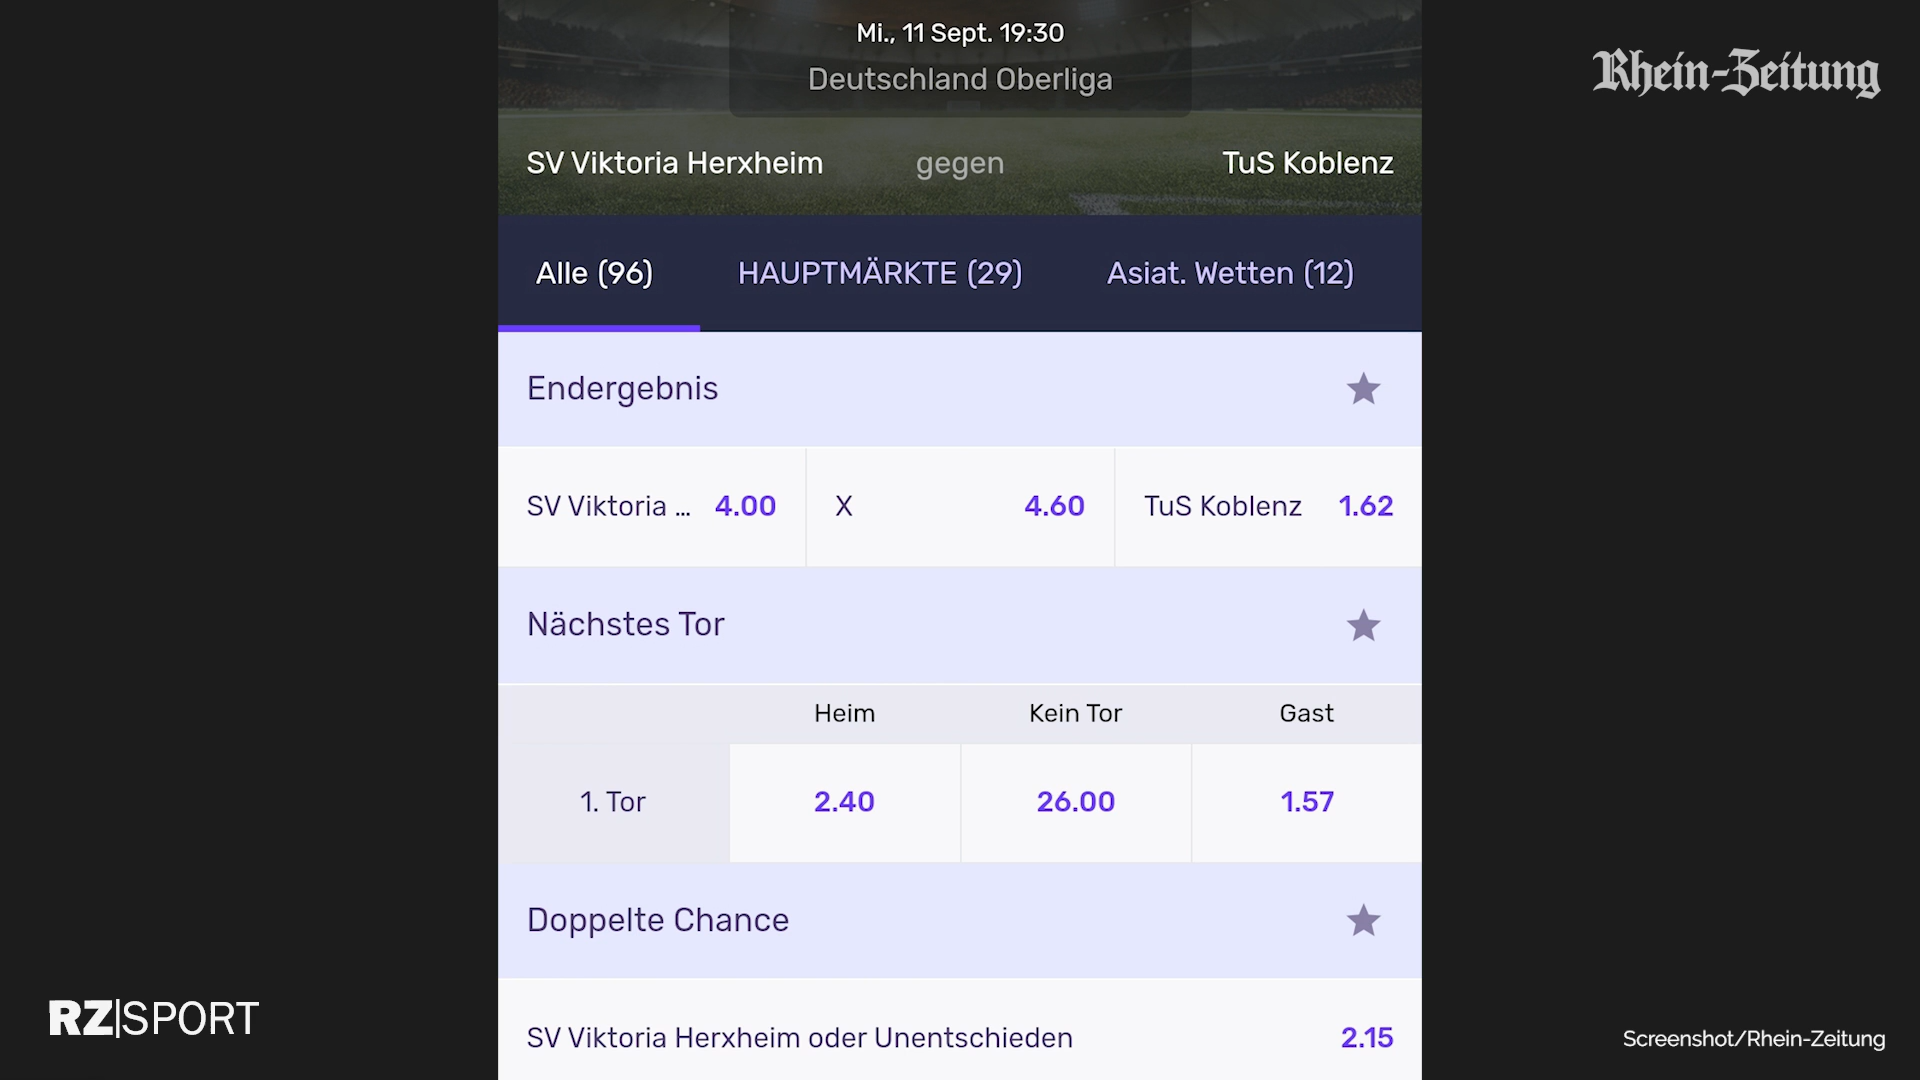 Mi., 11 Sept. 19:30
Deutschland Oberliga
Rhein-Zeitung
SV Viktoria Herxheim gegen TuS Koblenz
Alle (96) HAUPTMÄRKTE (29) Asiat. Wetten (12)
Endergebnis
SV Viktoria ... 4.00 X 4.60 TuS Koblenz 1.62
Nächstes Tor
Heim Kein Tor Gast
1. Tor 2.40 26.00 1.57
Doppelte Chance
SV Viktoria Herxheim oder Unentschieden 2.15
RZ|SPORT
Screenshot/Rhein-Zeitung